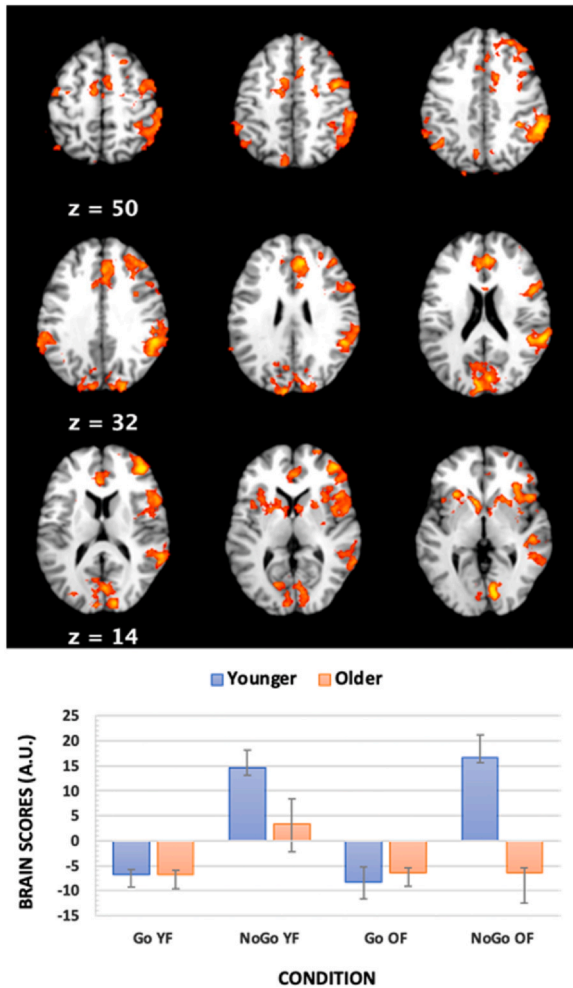 z = 50
z = 32
z = 14
Younger Older
25
20
15
10
5
0
-5
-10
-15
BRAIN SCORES (A.U.)
Go YF NoGo YF Go OF NoGo OF
CONDITION